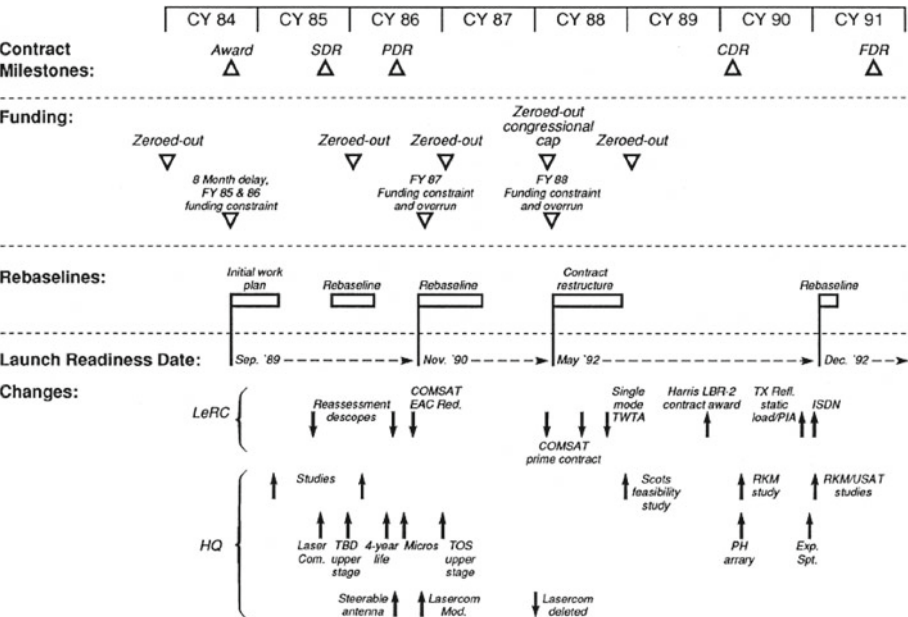 CY 84 CY 85 CY 86 CY 87 CY 88 CY 89 CY 90 CY 91
Contract
Milestones:
Award SDR PDR CDR FDR
Funding:
Zeroed-out Zeroed-out Zeroed-out
Zeroed-out
congressional
cap
Zeroed-out
8 Month delay,
FY 85 & 86
funding constraint
FY 87
Funding constraint
and overrun
FY 88
Funding constraint
and overrun
Rebaselines:
Initial work
plan
Rebaseline
Rebaseline
Contract
restructure
Rebaseline
Launch Readiness Date: Sep. '89 Nov. '90 May '92 Dec. '92
Changes:
LeRC
Reassessment
descopes
COMSAT
EAC Red.
COMSAT
prime contract
Single
mode
TWTA
Harris LBR-2
contract award
TX Refl.
static
load/PIA
ISDN
HQ
Studies
Scots
feasibility
study
RKM
study
RKM/USAT
studies
Laser
Com.
TBD
upper
stage
4-year
life
Micros
TOS
upper
stage
PH
arrary
Exp.
Spt.
Steerable
antenna
Lasercom
Mod.
Lasercom
deleted